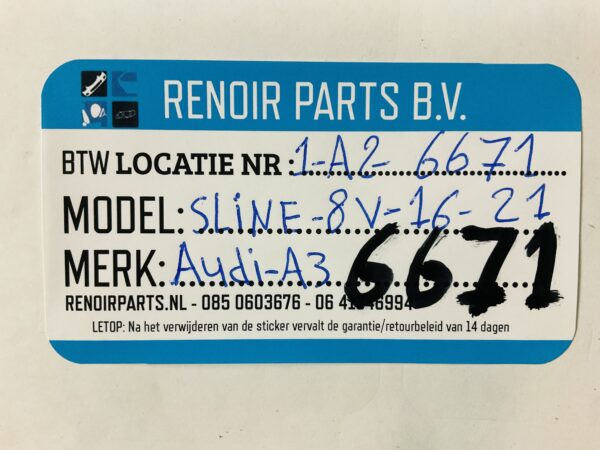 RENOIR PARTS B.V.
BTW LOCATIE NR : 1-A2-6671
MODEL: SLINE-8V-16-21
MERK: Audi-A3 6671
RENOIRPARTS.NL - 085 0603676 - 06
LETOP: Na het verwijderen van de sticker vervalt de garantie/retourbeleid van 14 dagen